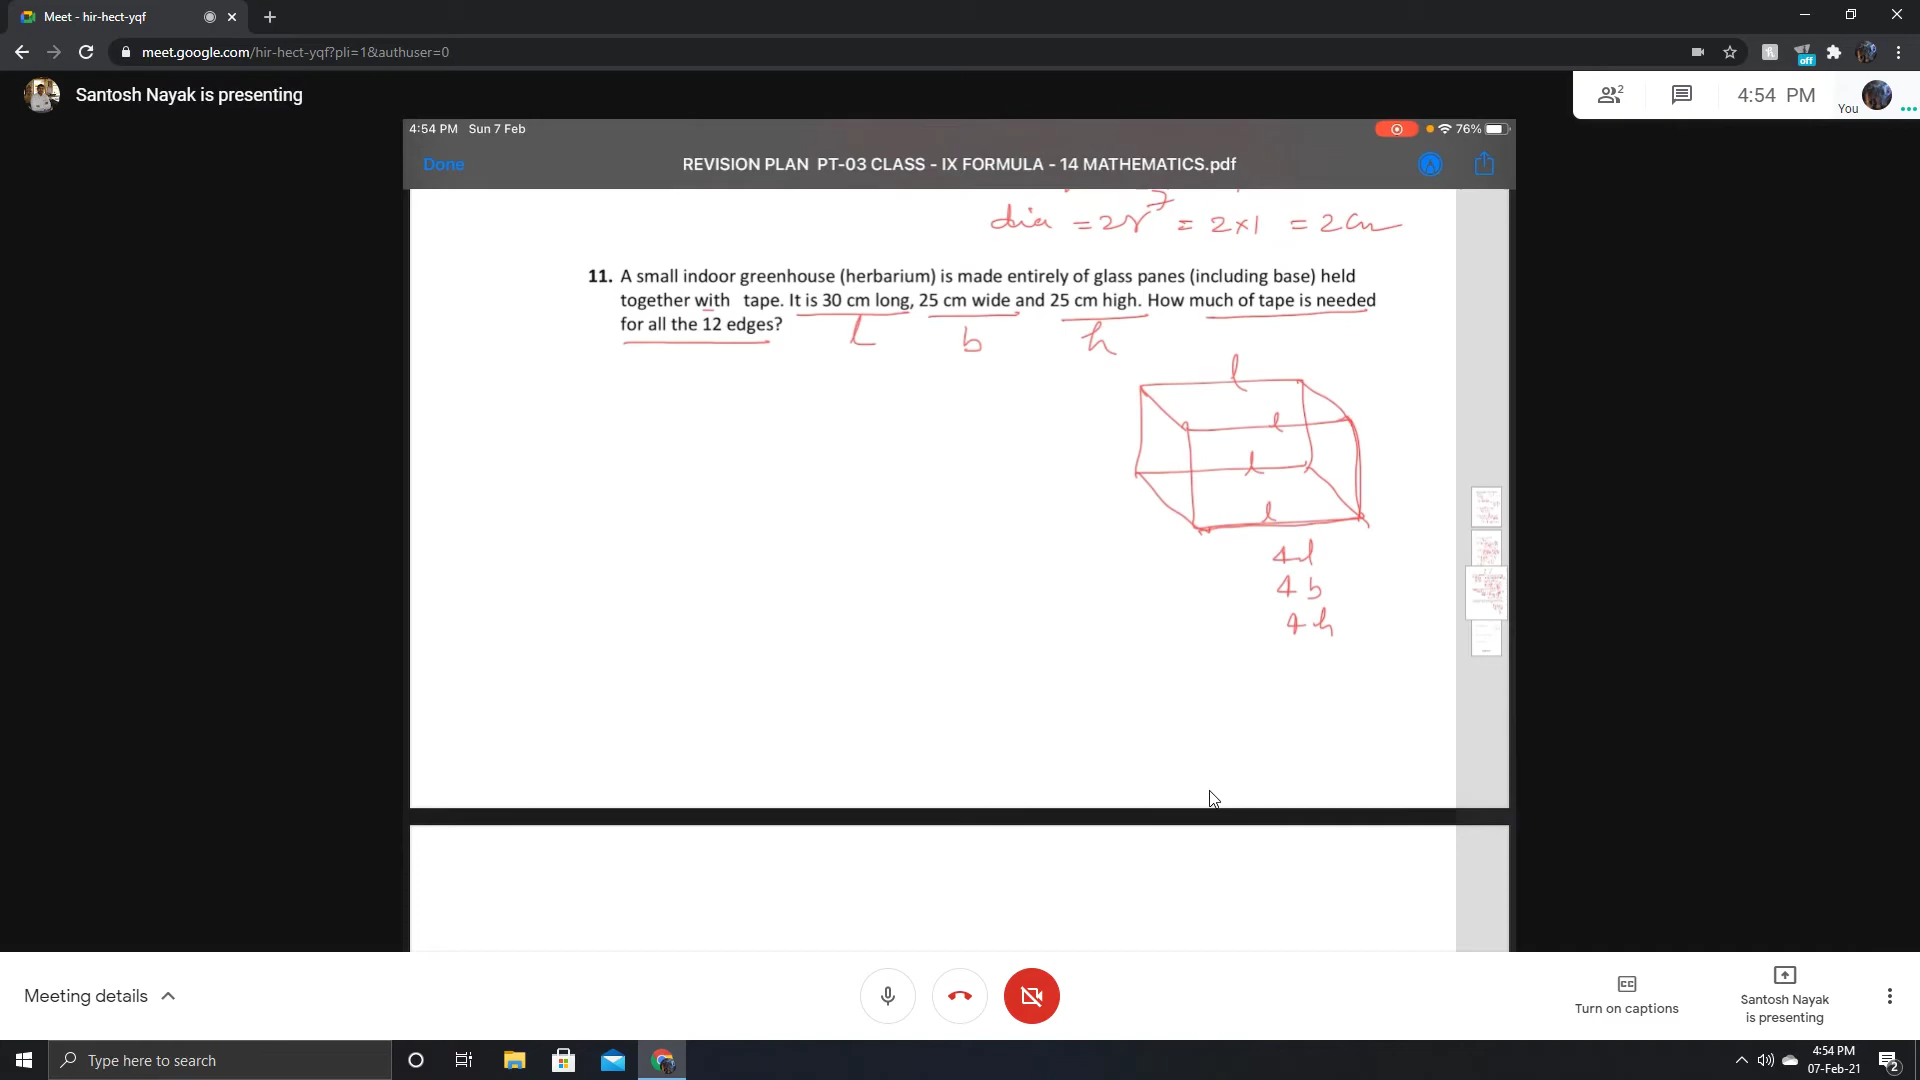 Meet - hir-hect-yqf
meet.google.com/hir-hect-yqf?pli=1&authuser=0
off
Santosh Nayak is presenting
2
4:54 PM
You
4:54 PM Sun 7 Feb
76%
Done
REVISION PLAN PT-03 CLASS - IX FORMULA - 14 MATHEMATICS.pdf
7
dia = 2r = 2×1 = 2cm
11. A small indoor greenhouse (herbarium) is made entirely of glass panes (including base) held
together with tape. It is 30 cm long, 25 cm wide and 25 cm high. How much of tape is needed
for all the 12 edges?
l b h
l
l
l
l
4l
4b
4h
Meeting details
CC
Turn on captions
Santosh Nayak
is presenting
Type here to search
4:54 PM
07-Feb-21
2